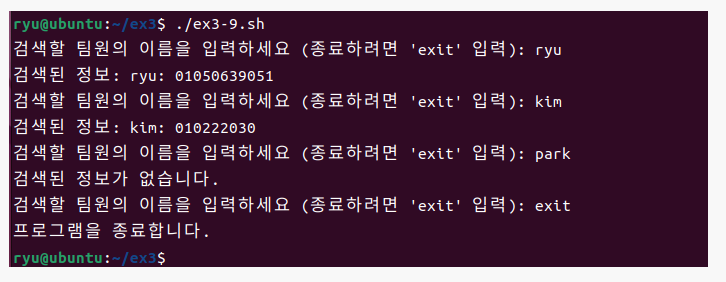 ryu@ubuntu:~/ex3$ ./ex3-9.sh
검색할 팀원의 이름을 입력하세요 (종료하려면 'exit' 입력): ryu
검색된 정보: ryu: 01050639051
검색할 팀원의 이름을 입력하세요 (종료하려면 'exit' 입력): kim
검색된 정보: kim: 010222030
검색할 팀원의 이름을 입력하세요 (종료하려면 'exit' 입력): park
검색된 정보가 없습니다.
검색할 팀원의 이름을 입력하세요 (종료하려면 'exit' 입력): exit
프로그램을 종료합니다.
ryu@ubuntu:~/ex3$